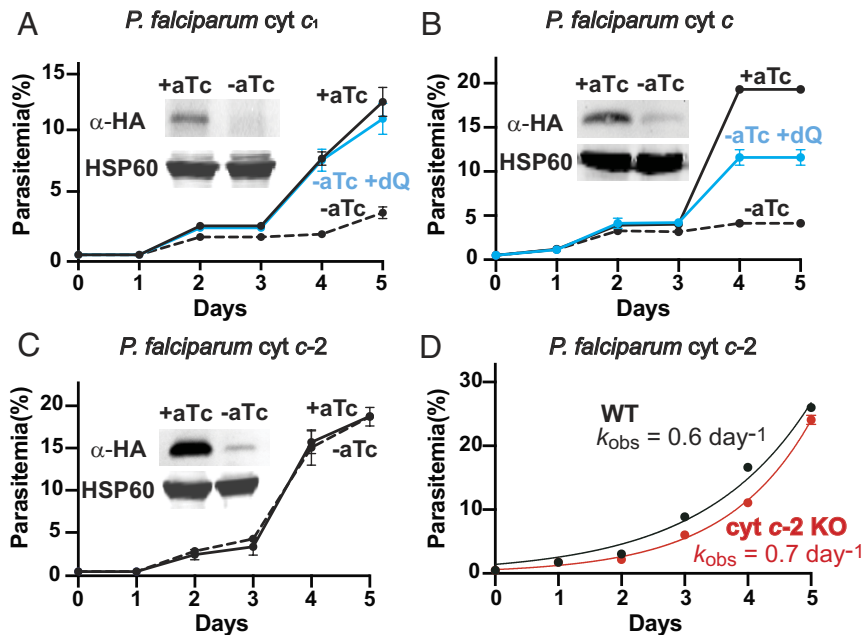 A
P. falciparum cyt c₁
Parasitemia(%)
15
10
5
0
0 1 2 3 4 5
Days
+aTc -aTc
α-HA
HSP60
+aTc
-aTc +dQ
-aTc
B
P. falciparum cyt c
Parasitemia(%)
20
15
10
5
0
0 1 2 3 4 5
Days
+aTc -aTc
α-HA
HSP60
+aTc
-aTc
+dQ
-aTc
C
P. falciparum cyt c-2
Parasitemia(%)
20
15
10
5
0
0 1 2 3 4 5
Days
+aTc -aTc
α-HA
HSP60
+aTc
-aTc
D
P. falciparum cyt c-2
Parasitemia(%)
30
20
10
0
0 1 2 3 4 5
Days
WT
kobs = 0.6 day⁻¹
cyt c-2 KO
kobs = 0.7 day⁻¹